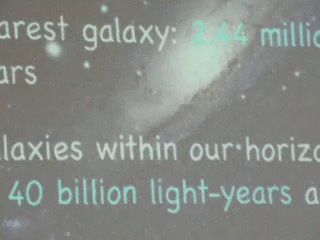 arest galaxy: 2.44 millio
ars
laxies within our horizo
40 billion light-years a